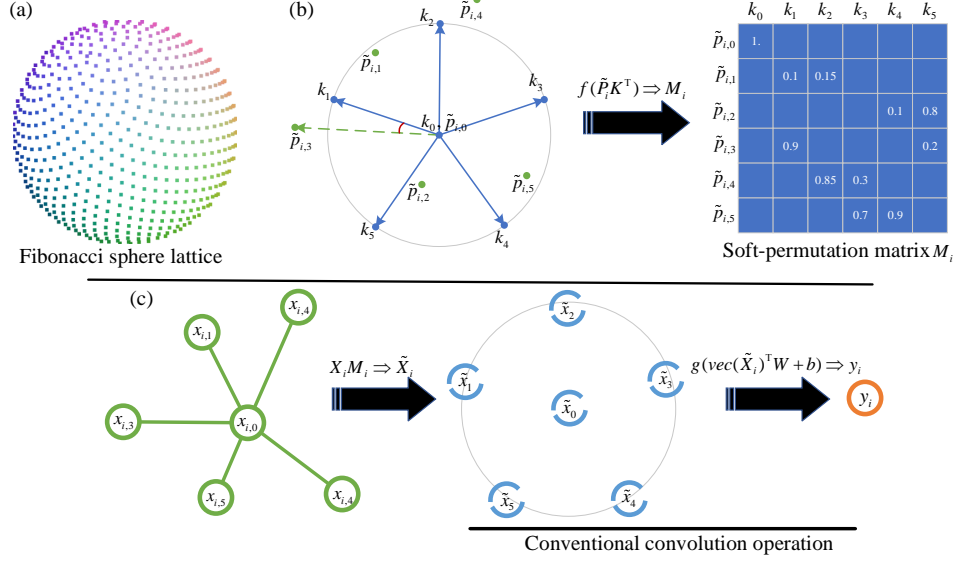 (a)
Fibonacci sphere lattice
(b)
k₂
p̃ᵢ,₄
p̃ᵢ,₁
k₁
k₃
k₀, p̃ᵢ,₀
p̃ᵢ,₃
p̃ᵢ,₂
p̃ᵢ,₅
k₅
k₄
f(P̃ᵢKᵀ) ⇒ Mᵢ
k₀ k₁ k₂ k₃ k₄ k₅
p̃ᵢ,₀ 1.
p̃ᵢ,₁ 0.1 0.15
p̃ᵢ,₂ 0.1 0.8
p̃ᵢ,₃ 0.9 0.2
p̃ᵢ,₄ 0.85 0.3
p̃ᵢ,₅ 0.7 0.9
Soft-permutation matrix Mᵢ
(c)
xᵢ,₄
xᵢ,₁
xᵢ,₃
xᵢ,₀
xᵢ,₅
xᵢ,₄
XᵢMᵢ ⇒ X̃ᵢ
x̃₂
x̃₁
x̃₃
x̃₀
x̃₅
x̃₄
g(vec(X̃ᵢ)ᵀW + b) ⇒ yᵢ
yᵢ
Conventional convolution operation